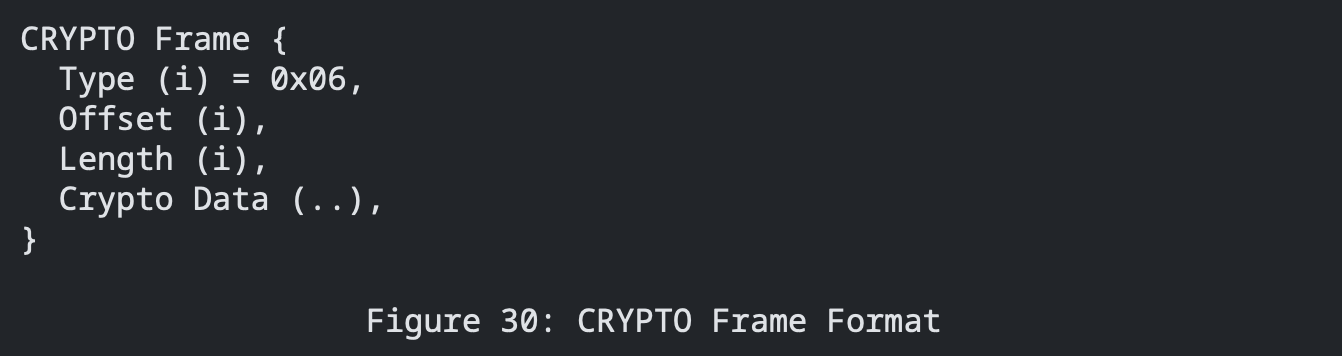 CRYPTO Frame {
  Type (i) = 0x06,
  Offset (i),
  Length (i),
  Crypto Data (..),
}
Figure 30: CRYPTO Frame Format